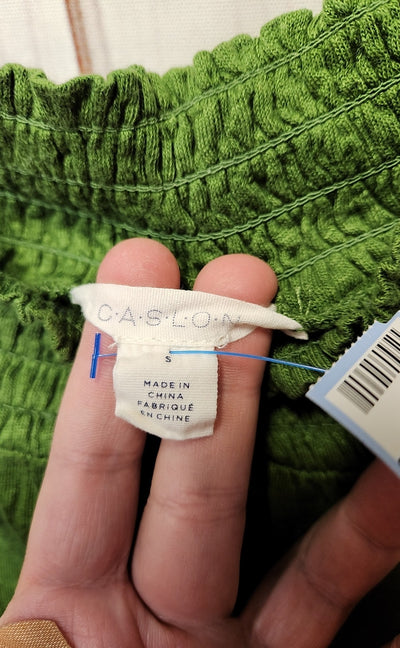 C·A·S·L·O·N
S
MADE IN
CHINA
FABRIQUÉ
EN CHINE